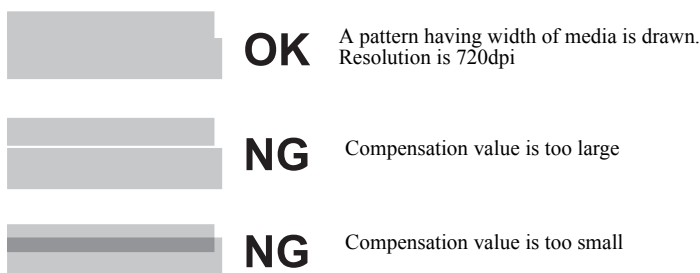 OK
A pattern having width of media is drawn.
Resolution is 720dpi
NG
Compensation value is too large
NG
Compensation value is too small